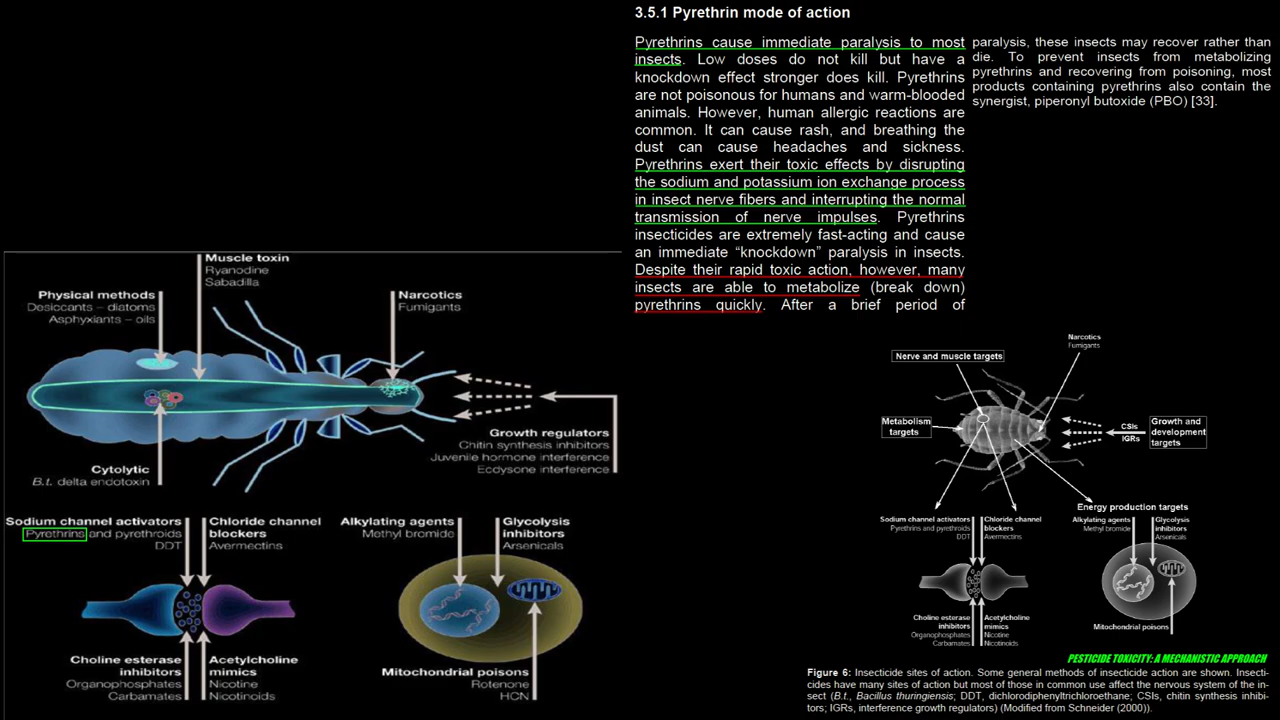 3.5.1 Pyrethrin mode of action
Pyrethrins cause immediate paralysis to most
insects. Low doses do not kill but have a
knockdown effect stronger does kill. Pyrethrins
are not poisonous for humans and warm-blooded
animals. However, human allergic reactions are
common. It can cause rash, and breathing the
dust can cause headaches and sickness.
Pyrethrins exert their toxic effects by disrupting
the sodium and potassium ion exchange process
in insect nerve fibers and interrupting the normal
transmission of nerve impulses. Pyrethrins
insecticides are extremely fast-acting and cause
an immediate “knockdown” paralysis in insects.
Despite their rapid toxic action, however, many
insects are able to metabolize (break down)
pyrethrins quickly. After a brief period of
paralysis, these insects may recover rather than
die. To prevent insects from metabolizing
pyrethrins and recovering from poisoning, most
products containing pyrethrins also contain the
synergist, piperonyl butoxide (PBO) [33].
Muscle toxin
Ryanodine
Sabadilla
Physical methods
Desiccants – diatoms
Asphyxiants – oils
Narcotics
Fumigants
Growth regulators
Chitin synthesis inhibitors
Juvenile hormone interference
Ecdysone interference
Cytolytic
B.t. delta endotoxin
Sodium channel activators
Pyrethrins and pyrethroids
DDT
Chloride channel
blockers
Avermectins
Alkylating agents
Methyl bromide
Glycolysis
inhibitors
Arsenicals
Choline esterase
inhibitors
Organophosphates
Carbamates
Acetylcholine
mimics
Nicotine
Nicotinoids
Mitochondrial poisons
Rotenone
HCN
Narcotics
Fumigants
Nerve and muscle targets
Metabolism
targets
CSIs
IGRs
Growth and
development
targets
Energy production targets
Sodium channel activators
Pyrethrins and pyrethroids
DDT
Chloride channel
blockers
Avermectins
Alkylating agents
Methyl bromide
Glycolysis
inhibitors
Arsenicals
Choline esterase
inhibitors
Organophosphates
Carbamates
Acetylcholine
mimics
Nicotine
Nicotinoids
Mitochondrial poisons
PESTICIDE TOXICITY: A MECHANISTIC APPROACH
Figure 6: Insecticide sites of action. Some general methods of insecticide action are shown. Insecti-
cides have many sites of action but most of those in common use affect the nervous system of the in-
sect (B.t., Bacillus thuringiensis; DDT, dichlorodiphenyltrichloroethane; CSIs, chitin synthesis inhibi-
tors; IGRs, interference growth regulators) (Modified from Schneider (2000)).